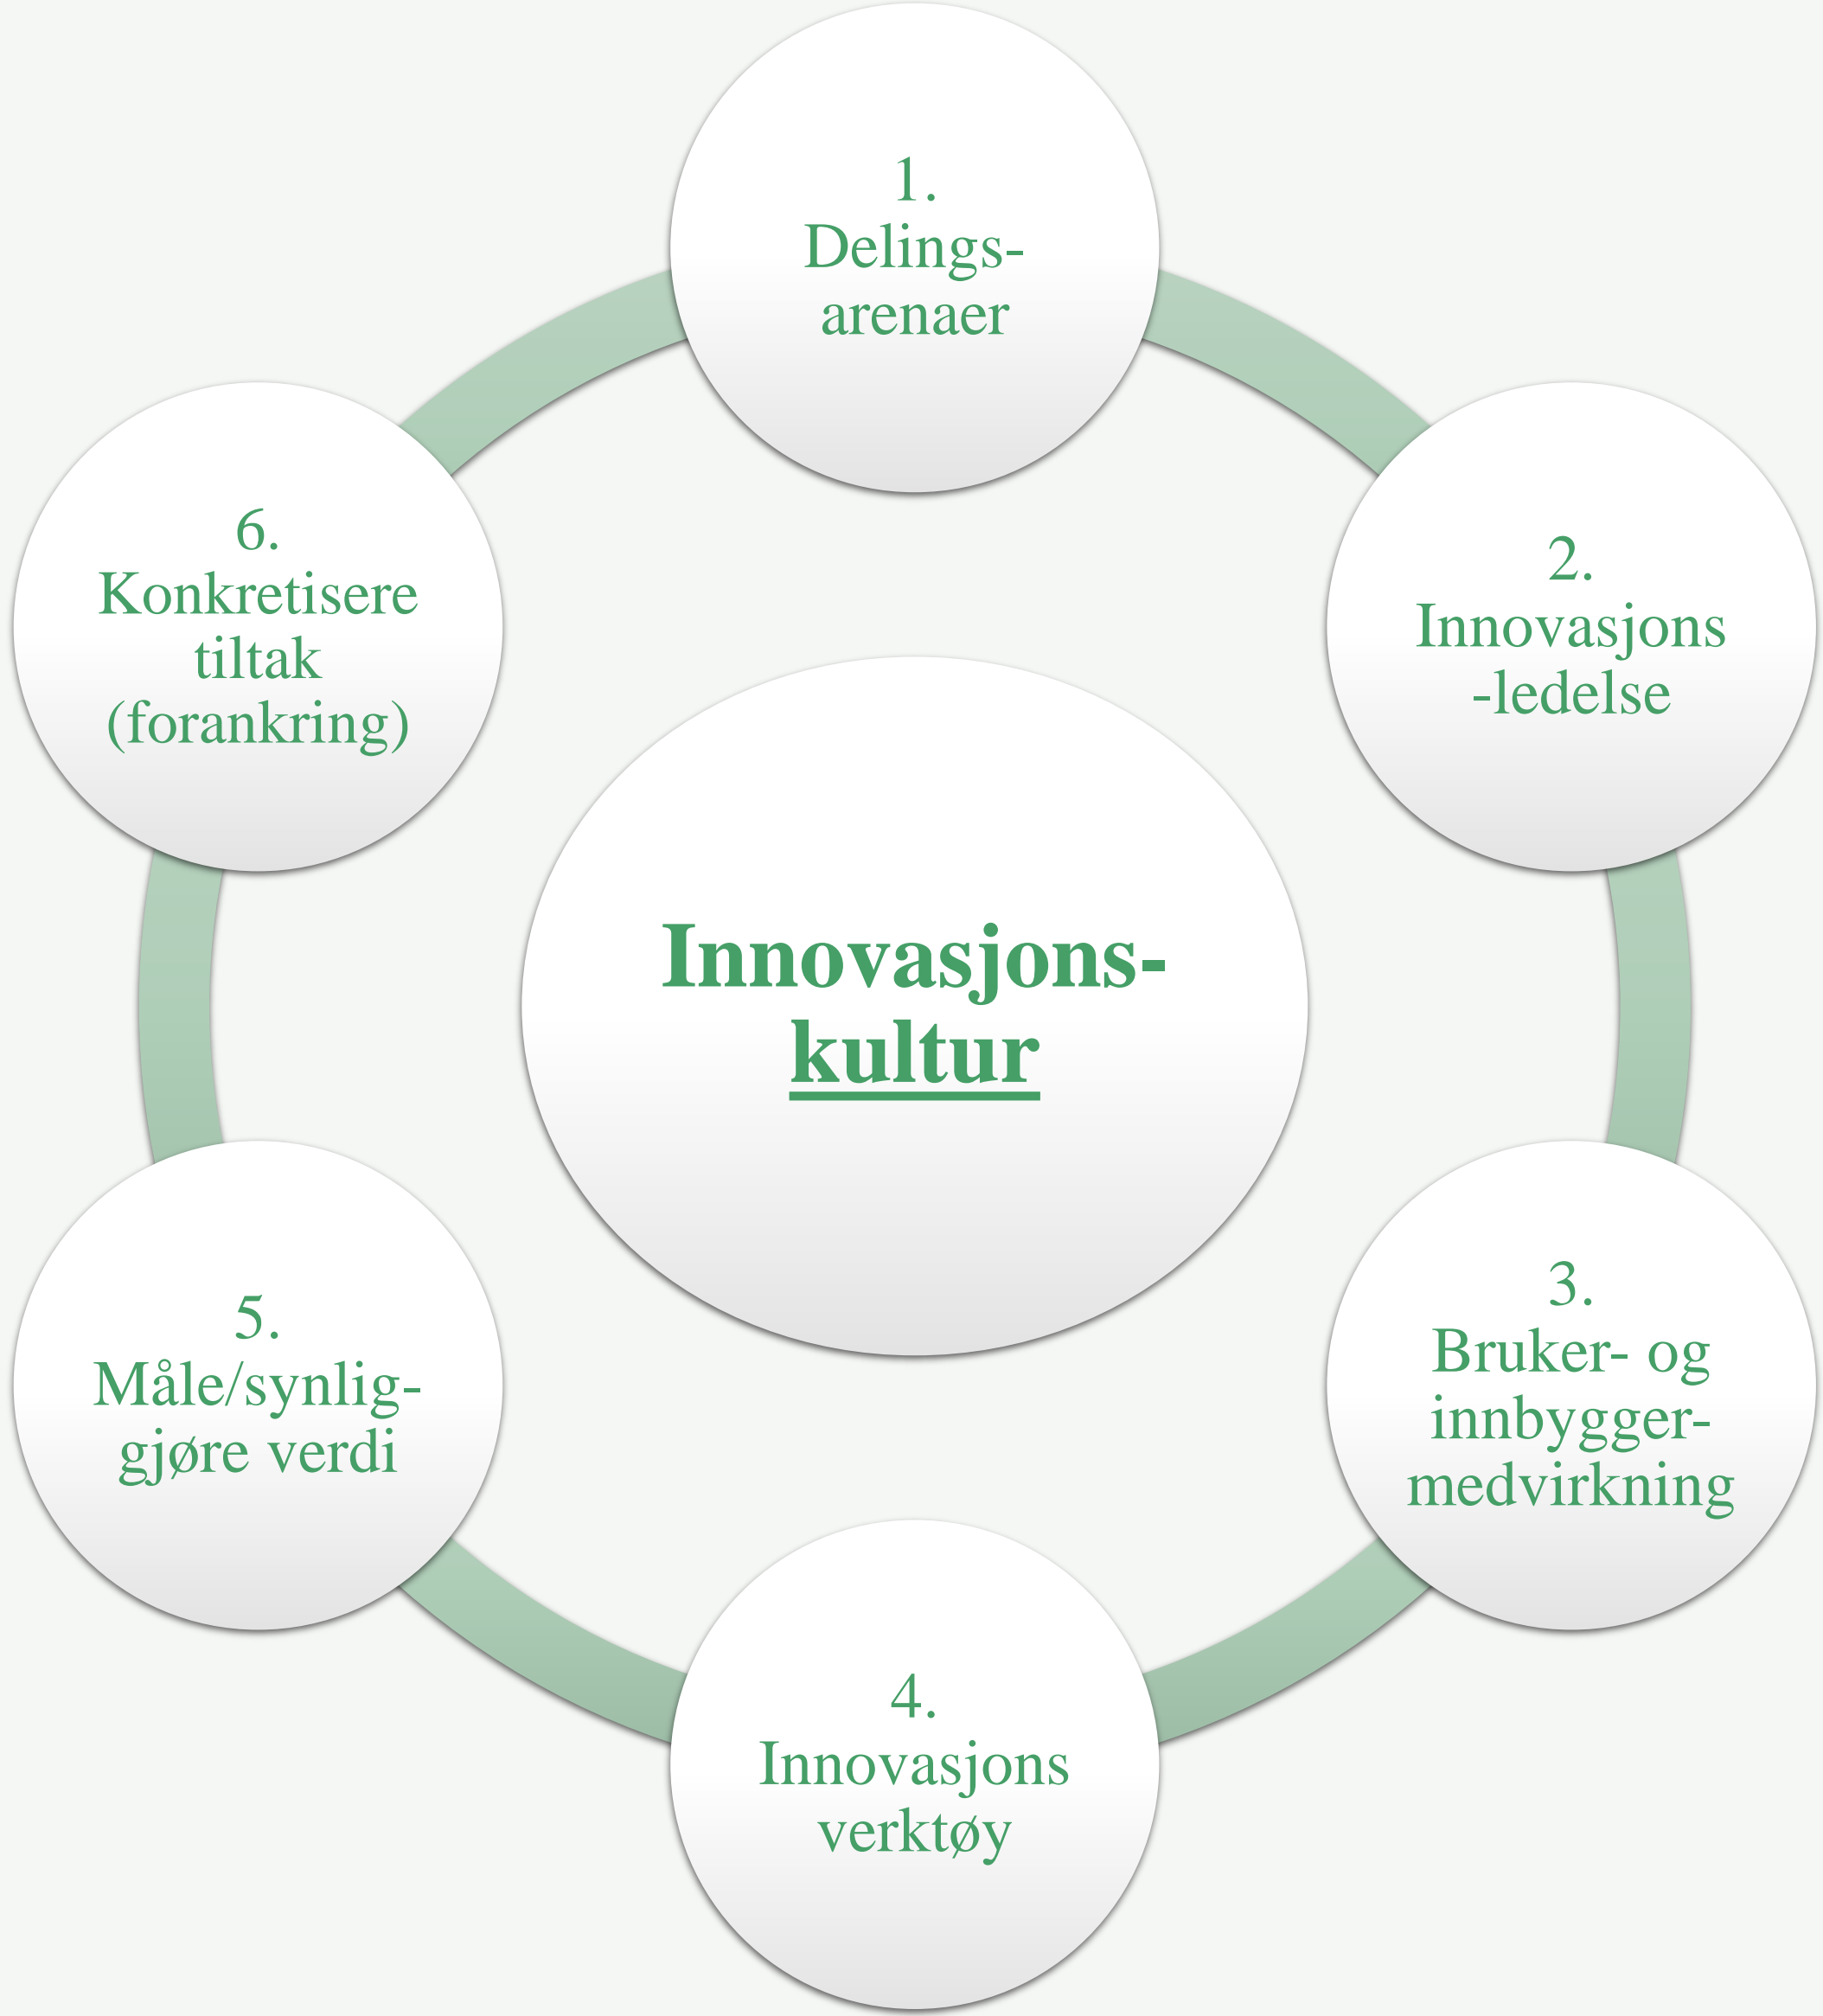 1.
Delings-
arenaer
2.
Innovasjons
-ledelse
3.
Bruker- og
innbygger-
medvirkning
4.
Innovasjons
verktøy
5.
Måle/synlig-
gjøre verdi
6.
Konkretisere
tiltak
(forankring)
Innovasjons-
kultur